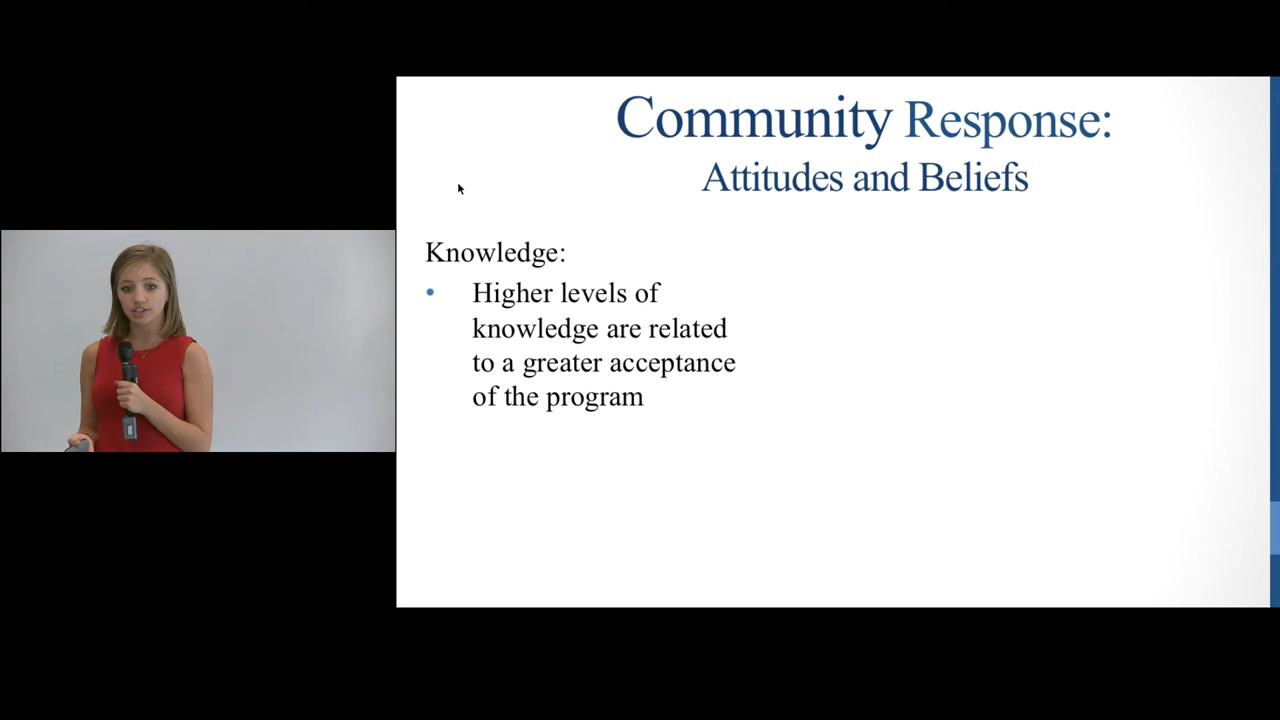 Community Response:
Attitudes and Beliefs
Knowledge:
• Higher levels of
knowledge are related
to a greater acceptance
of the program